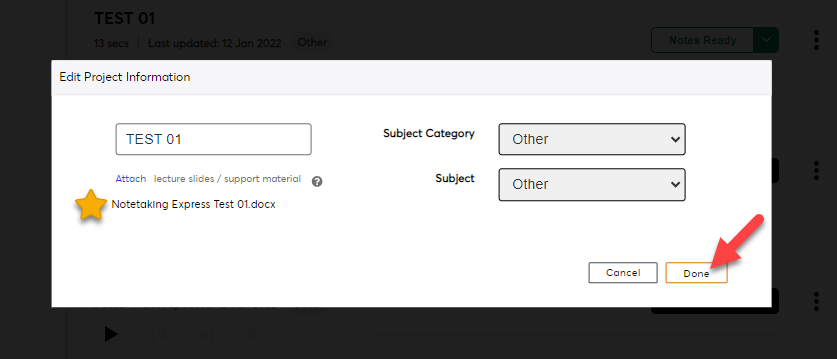 TEST 01
13 secs Last updated: 12 Jan 2022 Other
Notes Ready
Edit Project Information
TEST 01
Subject Category Other
Attach lecture slides / support material ?
Subject Other
Notetaking Express Test 01.docx
Cancel Done